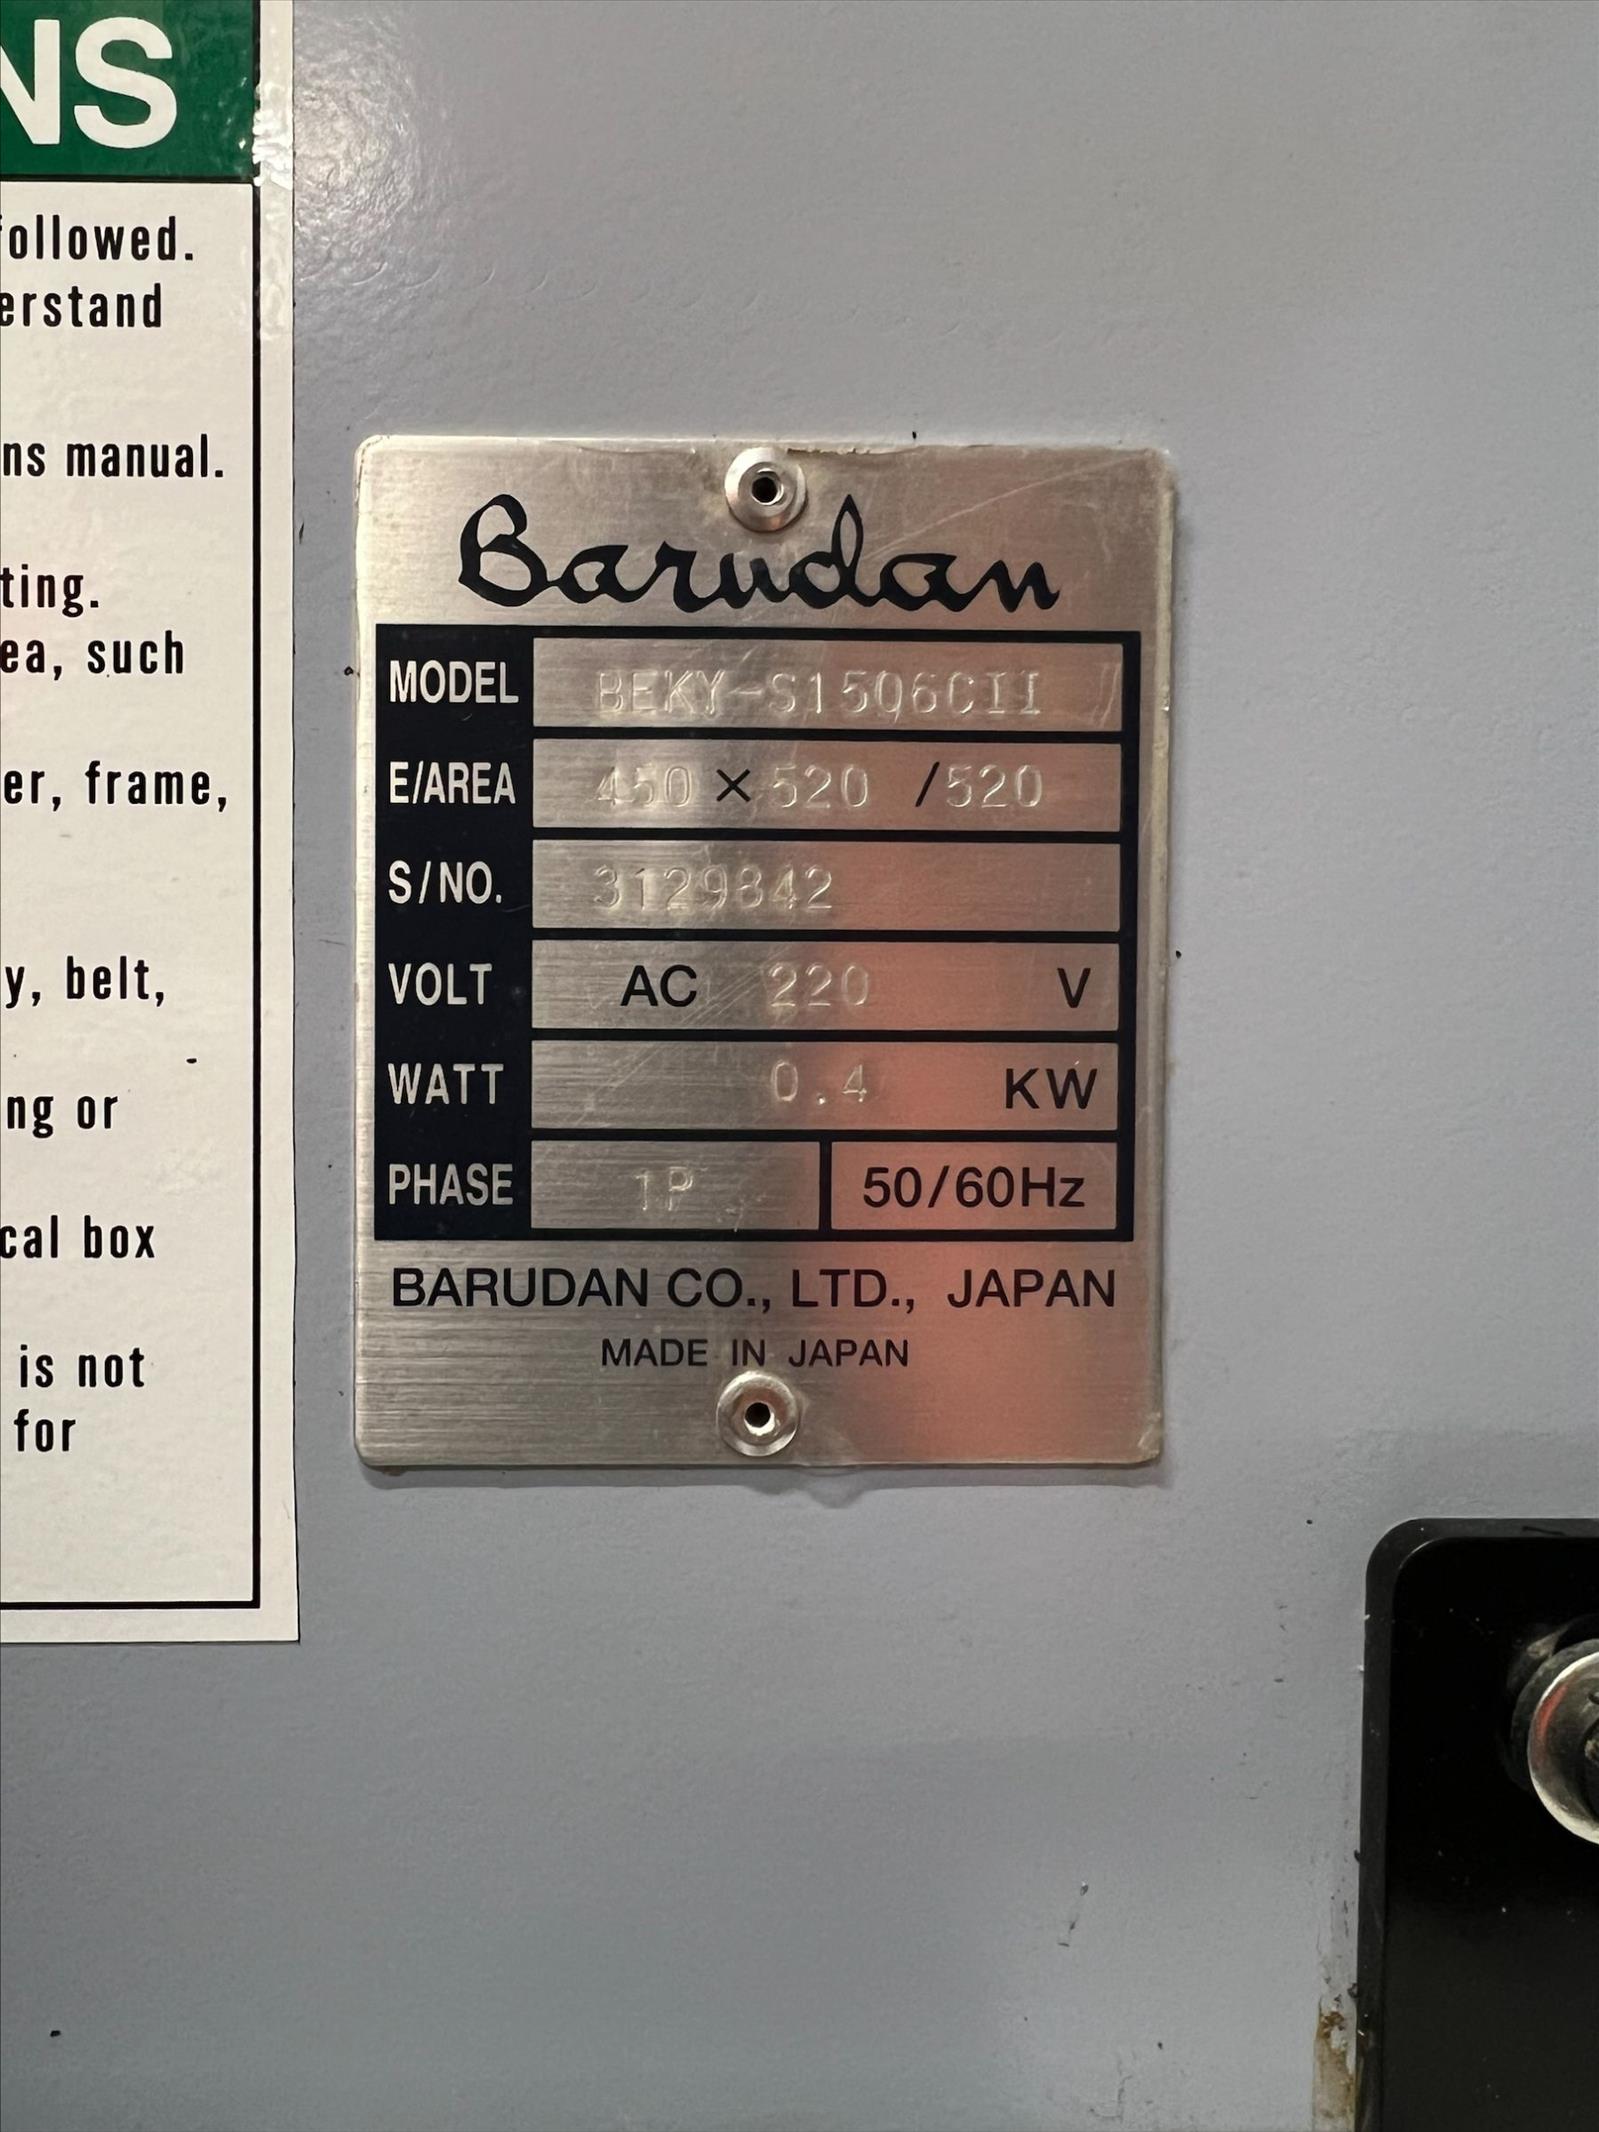 NS
followed.
erstand
ns manual.
ting.
ea, such
er, frame,
y, belt,
ng or
cal box
is not
for
Barudan
MODEL BEKY-S1506CII
E/AREA 450 × 520 /520
S/NO. 3129842
VOLT AC 220 V
WATT 0.4 KW
PHASE 1P 50/60Hz
BARUDAN CO., LTD., JAPAN
MADE IN JAPAN